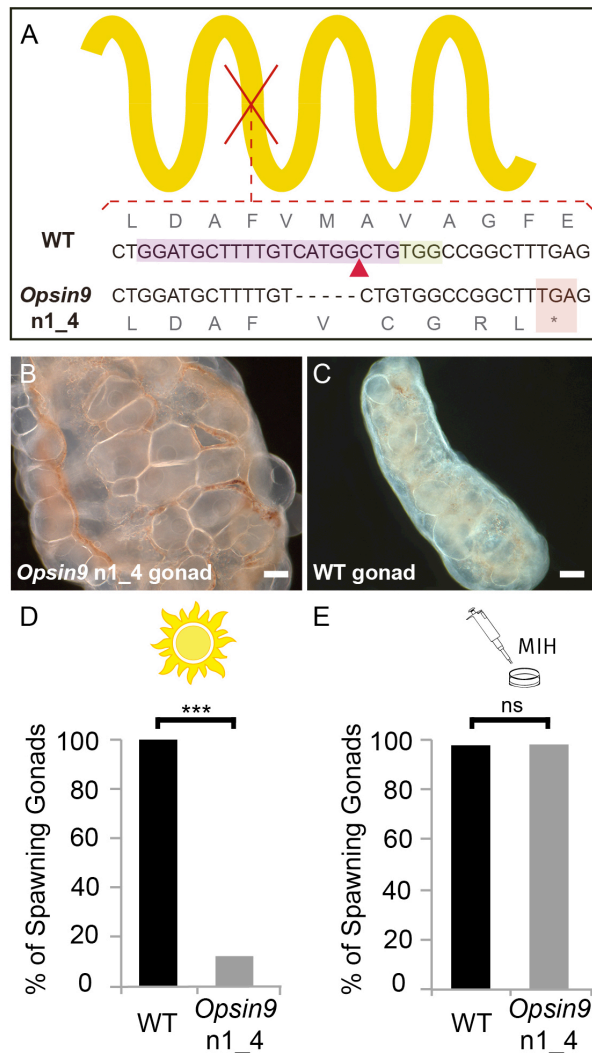 A
L D A F V M A V A G F E
WT
CTGGATGCTTTTGTCATGGCTGTGGCCGGCTTTGAG
Opsin9
n1_4
CTGGATGCTTTTGT-----CTGTGGCCGGCTTTGAG
L D A F V C G R L *
B
Opsin9 n1_4 gonad
C
WT gonad
D
***
% of Spawning Gonads
100
80
60
40
20
0
WT
Opsin9
n1_4
E
MIH
ns
% of Spawning Gonads
100
80
60
40
20
0
WT
Opsin9
n1_4